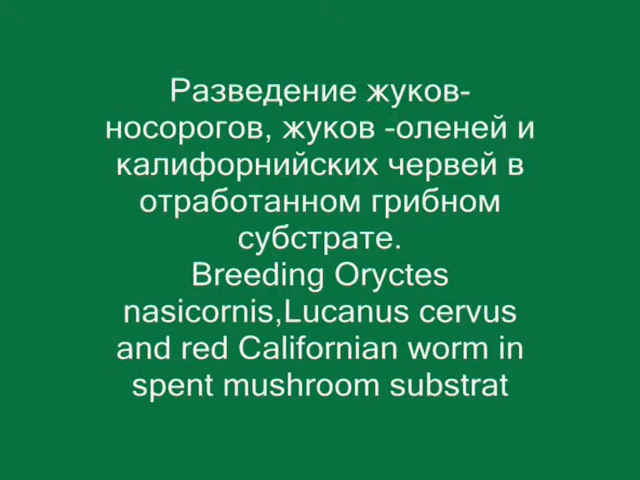 Разведение жуков-
носорогов, жуков -оленей и
калифорнийских червей в
отработанном грибном
субстрате.
Breeding Oryctes
nasicornis,Lucanus cervus
and red Californian worm in
spent mushroom substrat